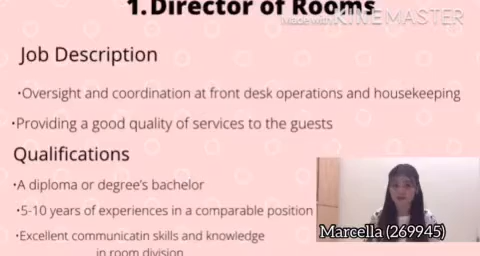 1.Director of Rooms
Made with KINEMASTER
Job Description
•Oversight and coordination at front desk operations and housekeeping
•Providing a good quality of services to the guests
Qualifications
•A diploma or degree's bachelor
•5-10 years of experiences in a comparable position
•Excellent communicatin skills and knowledge
in room division
Marcella (269945)